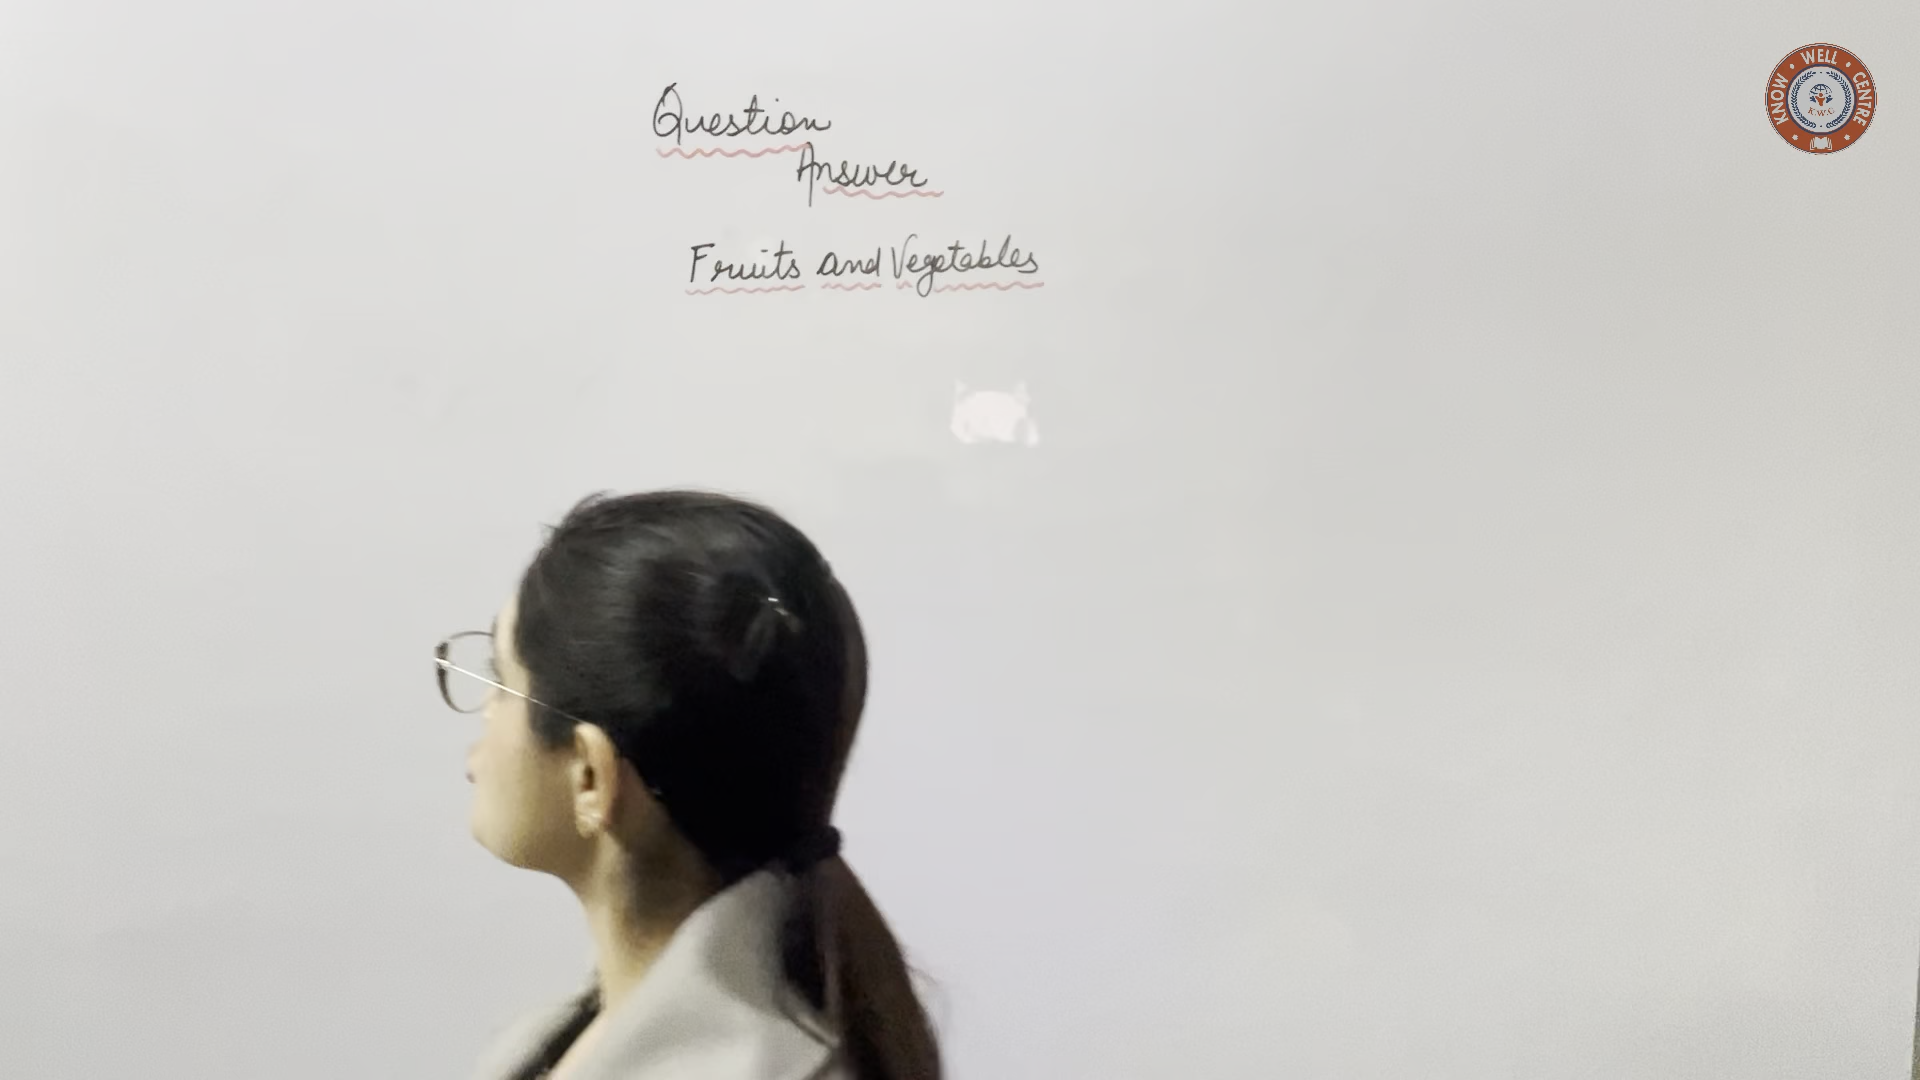 Question
Answer
Fruits and Vegetables
KNOW • WELL • CENTRE
K.W.C